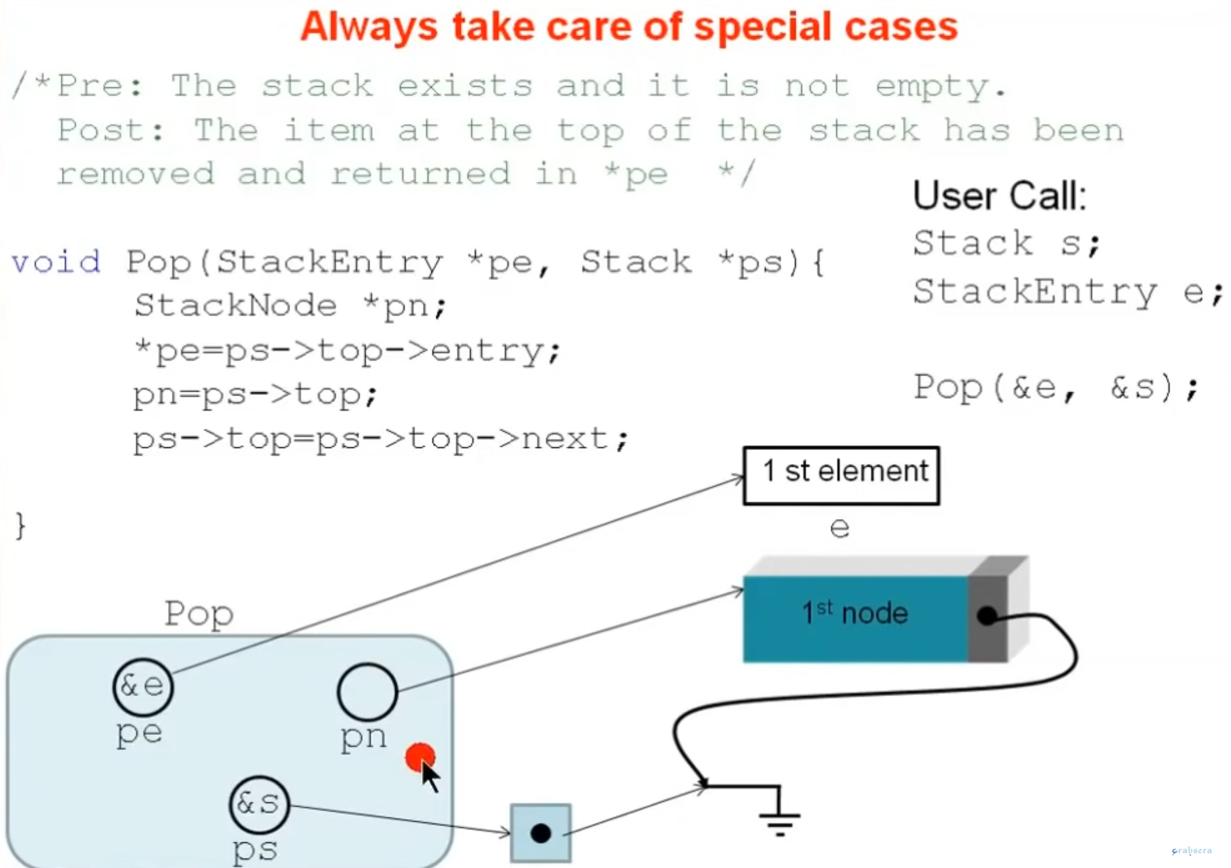 Always take care of special cases
/*Pre: The stack exists and it is not empty.
Post: The item at the top of the stack has been
removed and returned in *pe */
User Call:
Stack s;
StackEntry e;
Pop(&e, &s);
void Pop(StackEntry *pe, Stack *ps){
StackNode *pn;
*pe=ps->top->entry;
pn=ps->top;
ps->top=ps->top->next;
}
1 st element
e
1st node
Pop
&e
pe
pn
&s
ps